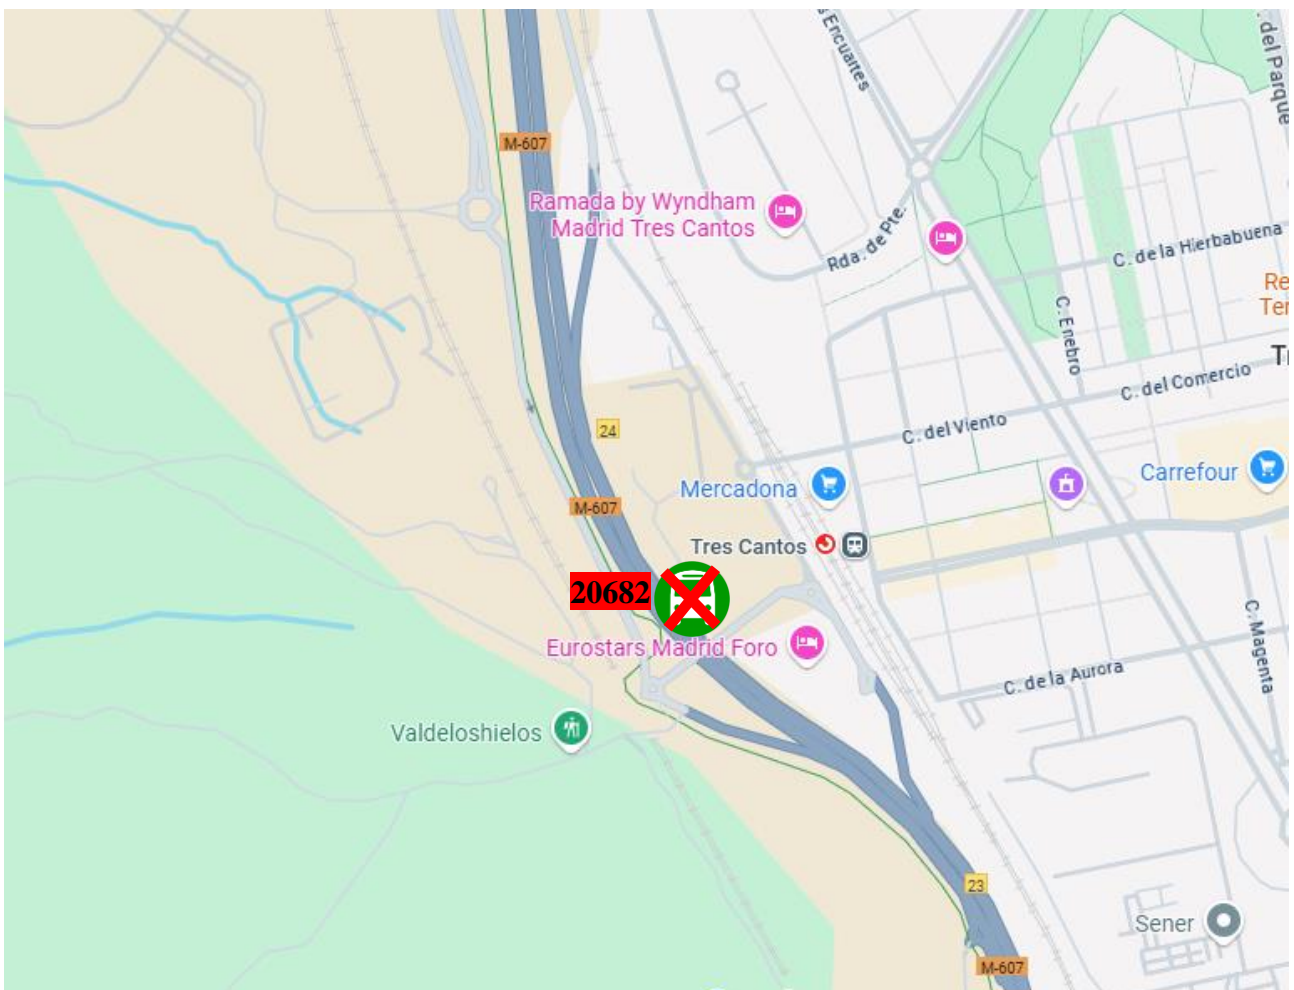 s Encuartes
. del Parque
M-607
Ramada by Wyndham
Madrid Tres Cantos
Rda. de Pte.
C. de la Hierbabuena
Re
Ter
C. Enebro
C. del Comercio
24
C. del Viento
Mercadona
Carrefour
M-607
Tres Cantos
20682
Eurostars Madrid Foro
C. Magenta
C. de la Aurora
Valdeloshielos
23
Sener
M-607